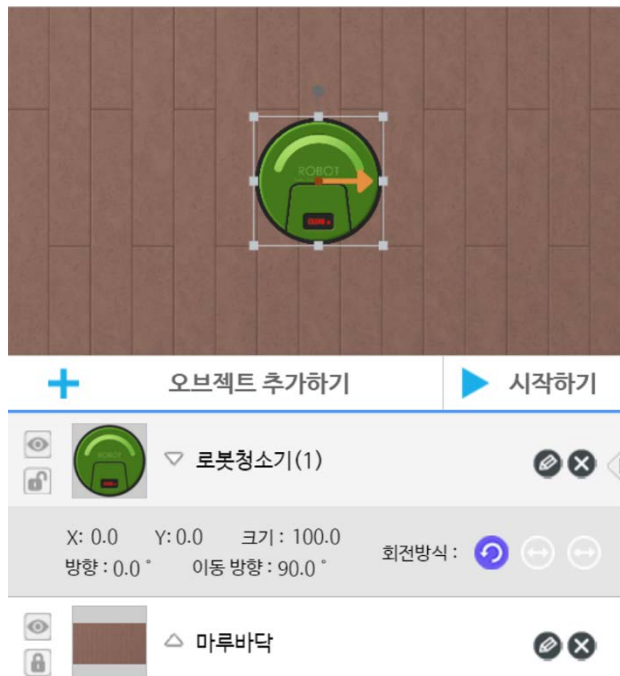 ROBOT
오브젝트 추가하기 시작하기
로봇청소기(1)
X: 0.0 Y: 0.0 크기 : 100.0
방향 : 0.0 ° 이동 방향 : 90.0 °
회전방식 :
마루바닥